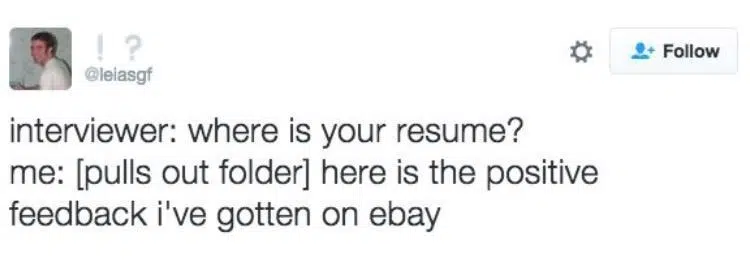 ! ?
@leiasgf
Follow
interviewer: where is your resume?
me: [pulls out folder] here is the positive
feedback i've gotten on ebay